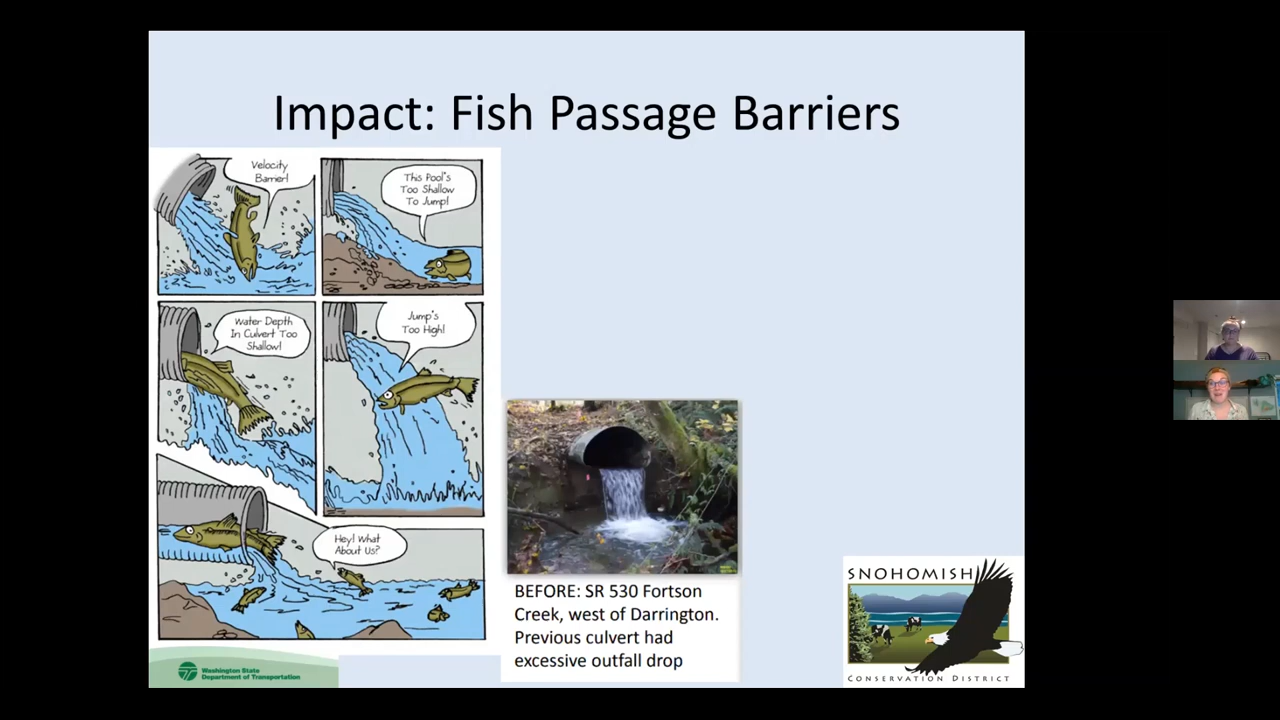 Impact: Fish Passage Barriers
Velocity
Barrier!
This Pool's
Too Shallow
To Jump!
Water Depth
In Culvert Too
Shallow!
Jump's
Too High!
Hey! What
About Us?
Washington State
Department of Transportation
BEFORE: SR 530 Fortson
Creek, west of Darrington.
Previous culvert had
excessive outfall drop
SNOHOMISH
CONSERVATION DISTRICT